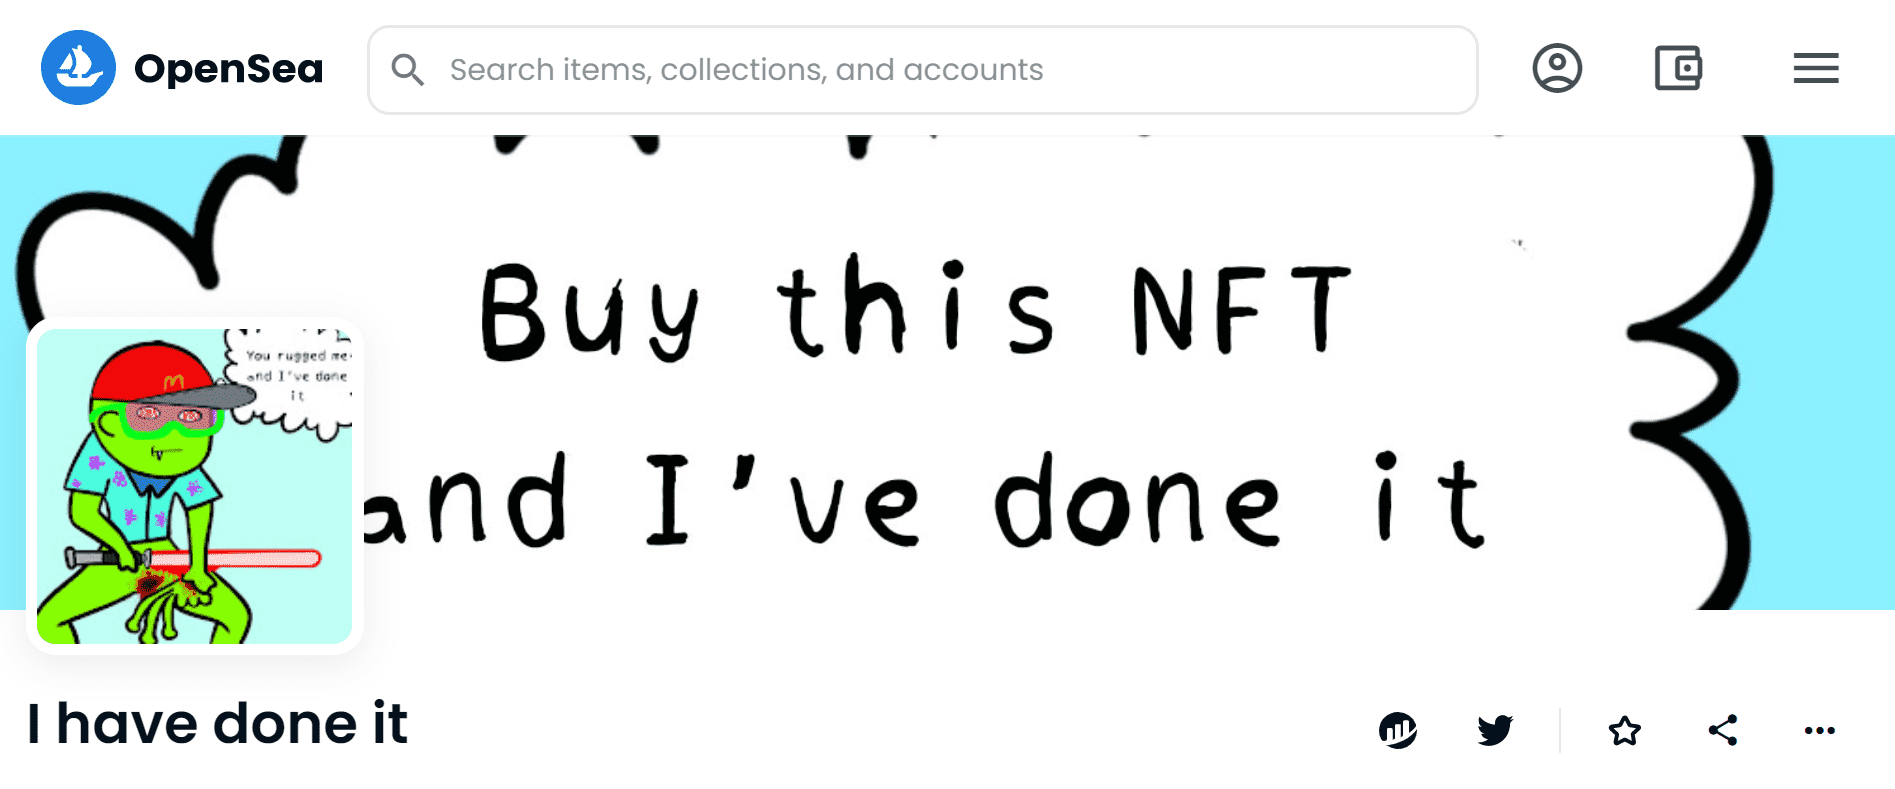 OpenSea
Search items, collections, and accounts
Buy this NFT
and I've done it
You rugged me
and I've done
it
I have done it